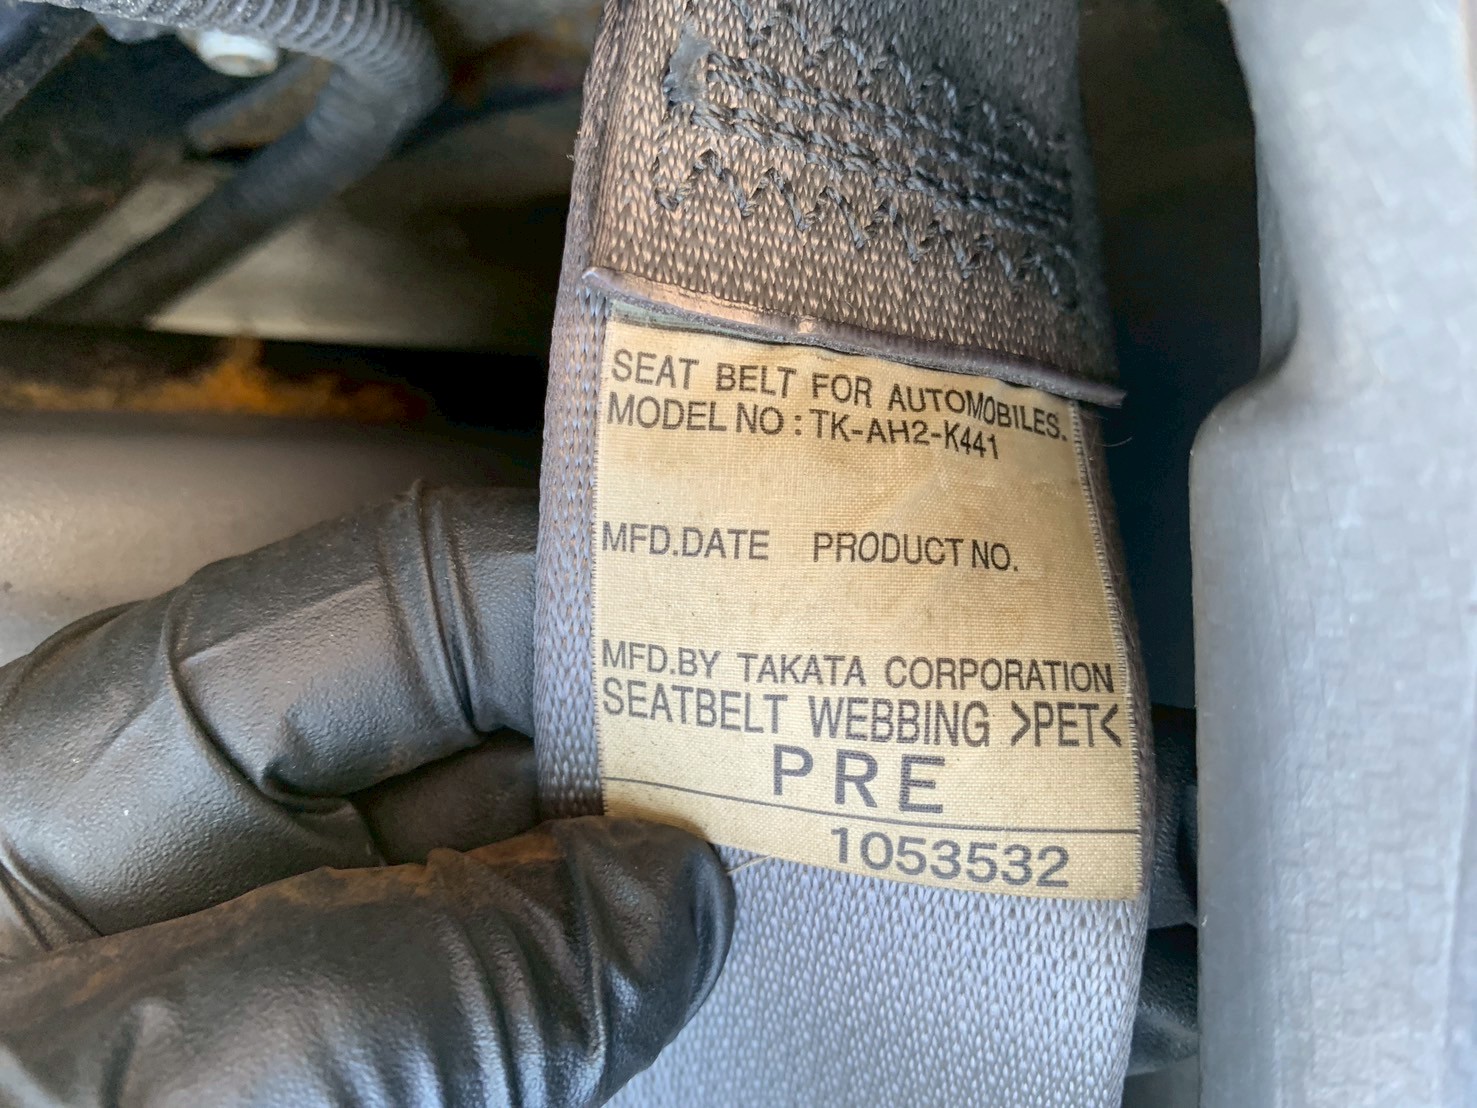 SEAT BELT FOR AUTOMOBILES.
MODEL NO : TK-AH2-K441
MFD.DATE PRODUCT NO.
MFD.BY TAKATA CORPORATION
SEATBELT WEBBING >PET<
PRE
1053532